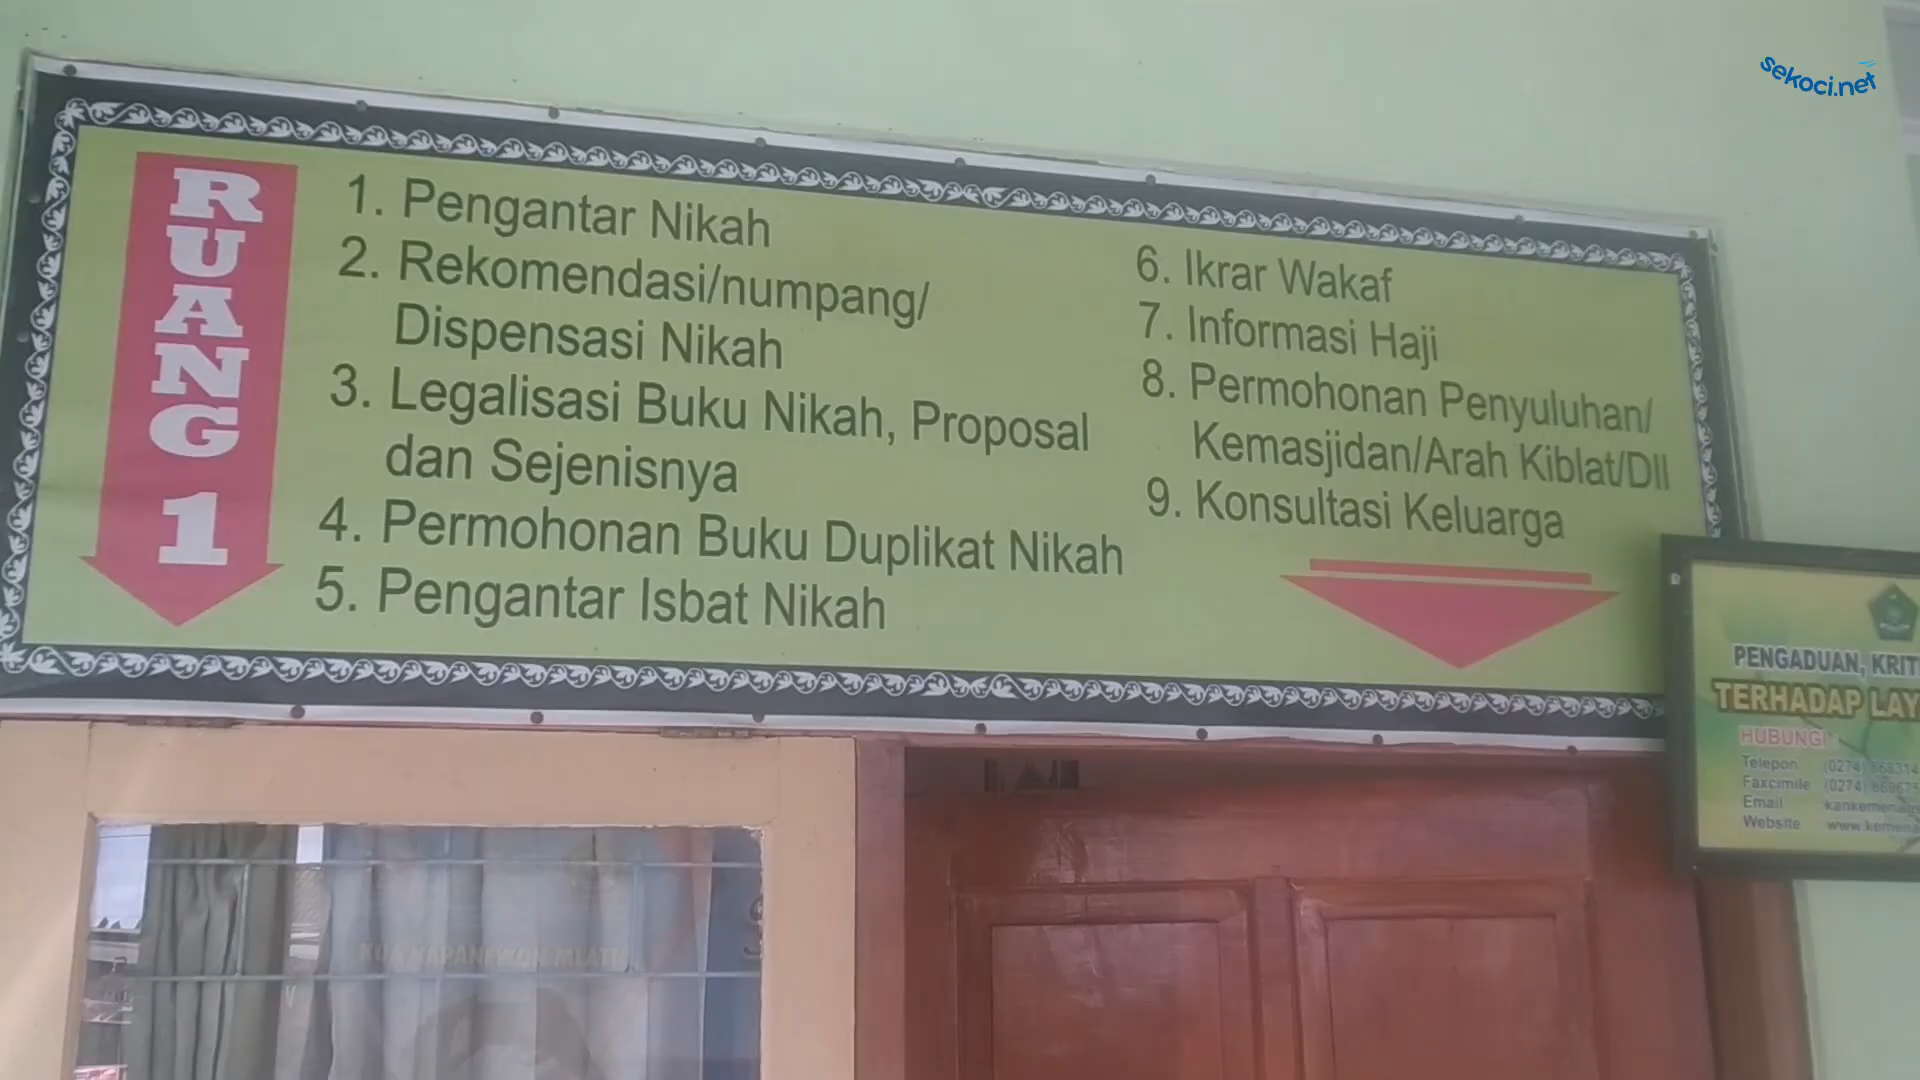 sekoci.net
RUANG 1
1. Pengantar Nikah
2. Rekomendasi/numpang/
Dispensasi Nikah
3. Legalisasi Buku Nikah, Proposal
dan Sejenisnya
4. Permohonan Buku Duplikat Nikah
5. Pengantar Isbat Nikah
6. Ikrar Wakaf
7. Informasi Haji
8. Permohonan Penyuluhan/
Kemasjidan/Arah Kiblat/Dll
9. Konsultasi Keluarga
PENGADUAN, KRIT
TERHADAP LAY
HUBUNGI
Telepon (0274)
Faxcimile (0274)
Email
Website